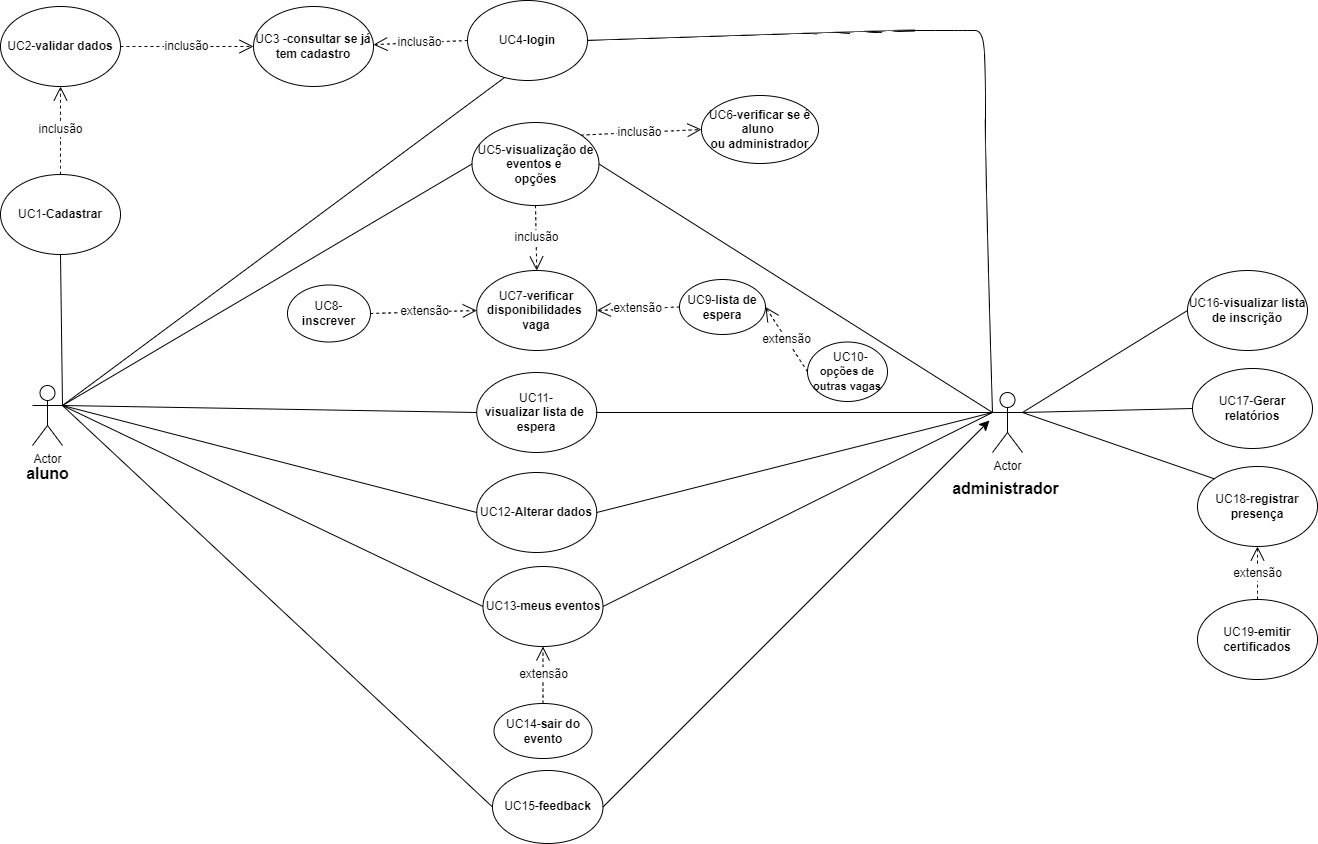 UC2-validar dados
inclusão
UC3 -consultar se já
tem cadastro
inclusão
UC4-login
inclusão
UC1-Cadastrar
UC5-visualização de
eventos e
opções
inclusão
UC6-verificar se é
aluno
ou administrador
inclusão
UC7-verificar
disponibilidades
vaga
UC8-
inscrever
extensão
extensão
UC9-lista de
espera
extensão
UC10-
opções de
outras vagas
UC11-
visualizar lista de
espera
Actor
aluno
UC12-Alterar dados
UC13-meus eventos
extensão
UC14-sair do
evento
UC15-feedback
Actor
administrador
UC16-visualizar lista
de inscrição
UC17-Gerar
relatórios
UC18-registrar
presença
extensão
UC19-emitir
certificados